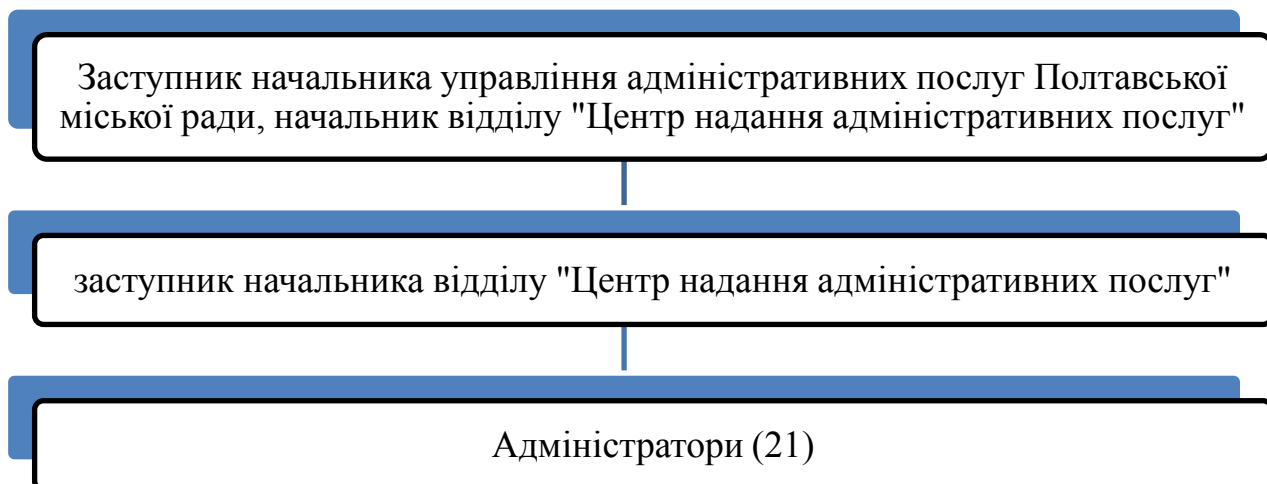 Заступник начальника управління адміністративних послуг Полтавської
міської ради, начальник відділу "Центр надання адміністративних послуг"
заступник начальника відділу "Центр надання адміністративних послуг"
Адміністратори (21)